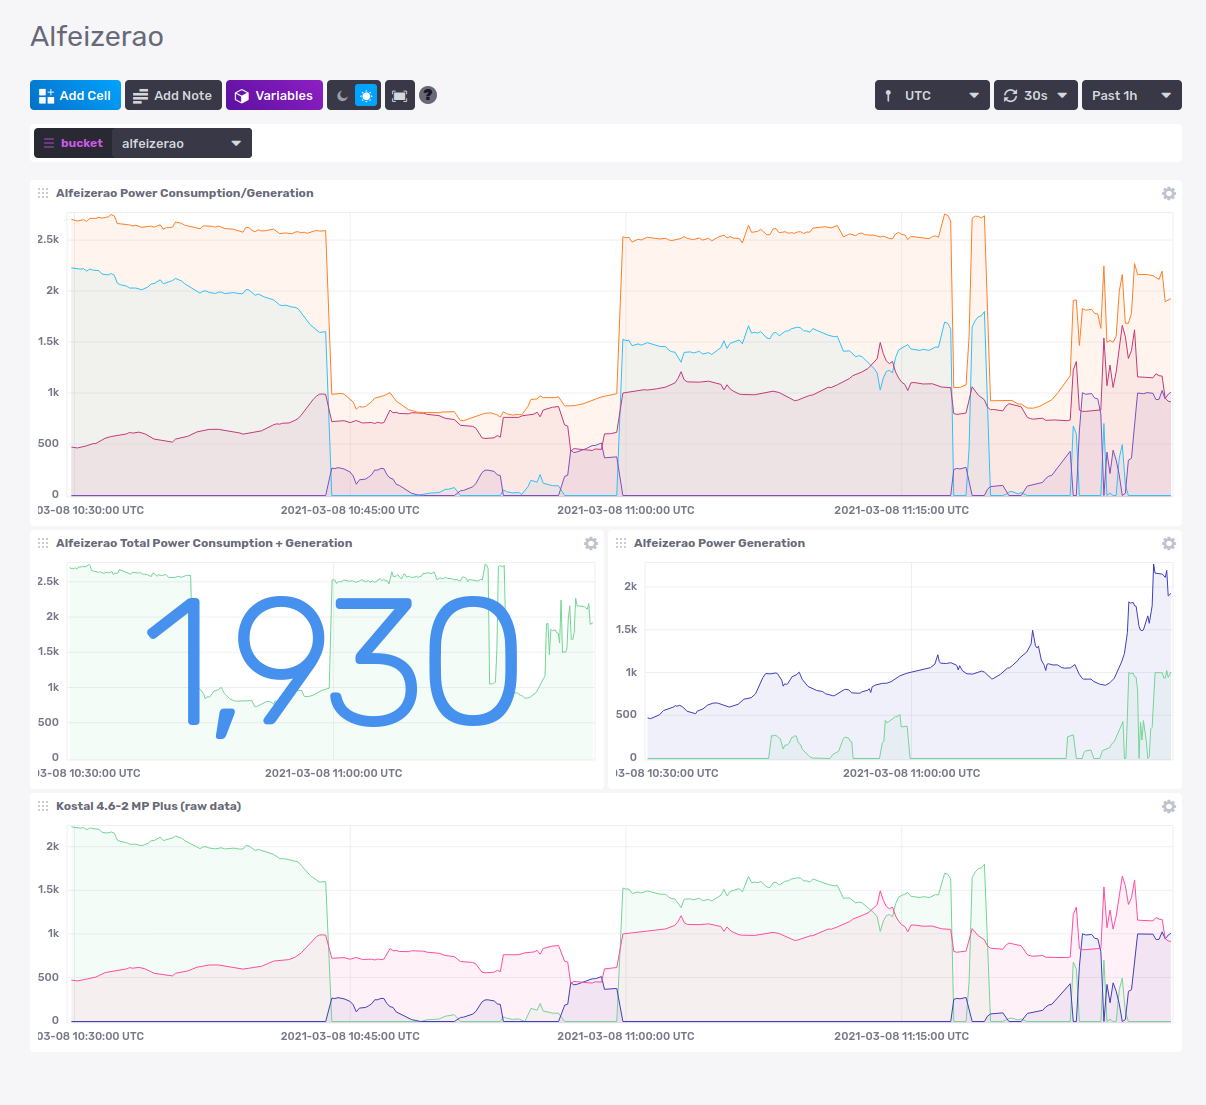 Alfeizerao
Add Cell Add Note Variables ? UTC 30s Past 1h
bucket alfeizerao
Alfeizerao Power Consumption/Generation
2.5k
2k
1.5k
1k
500
0
03-08 10:30:00 UTC 2021-03-08 10:45:00 UTC 2021-03-08 11:00:00 UTC 2021-03-08 11:15:00 UTC
Alfeizerao Total Power Consumption + Generation
2.5k
2k
1.5k
1k
500
0
1,930
03-08 10:30:00 UTC 2021-03-08 11:00:00 UTC
Alfeizerao Power Generation
2k
1.5k
1k
500
0
03-08 10:30:00 UTC 2021-03-08 11:00:00 UTC
Kostal 4.6-2 MP Plus (raw data)
2k
1.5k
1k
500
0
03-08 10:30:00 UTC 2021-03-08 10:45:00 UTC 2021-03-08 11:00:00 UTC 2021-03-08 11:15:00 UTC